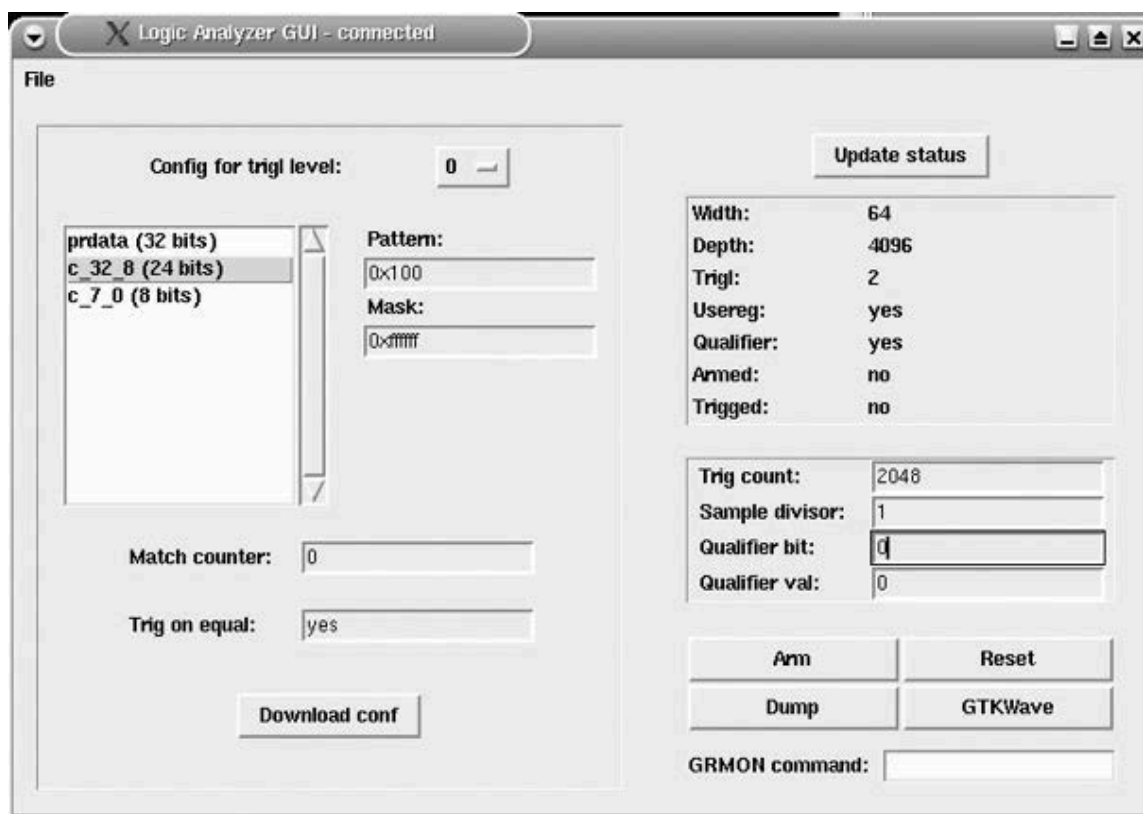 Logic Analyzer GUI - connected
File
Config for trigl level: 0
prdata (32 bits)
c_32_8 (24 bits)
c_7_0 (8 bits)
Pattern:
0x100
Mask:
0xffffff
Match counter: 0
Trig on equal: yes
Download conf
Update status
Width: 64
Depth: 4096
Trigl: 2
Usereg: yes
Qualifier: yes
Armed: no
Trigged: no
Trig count: 2048
Sample divisor: 1
Qualifier bit: 0
Qualifier val: 0
Arm Reset
Dump GTKWave
GRMON command: